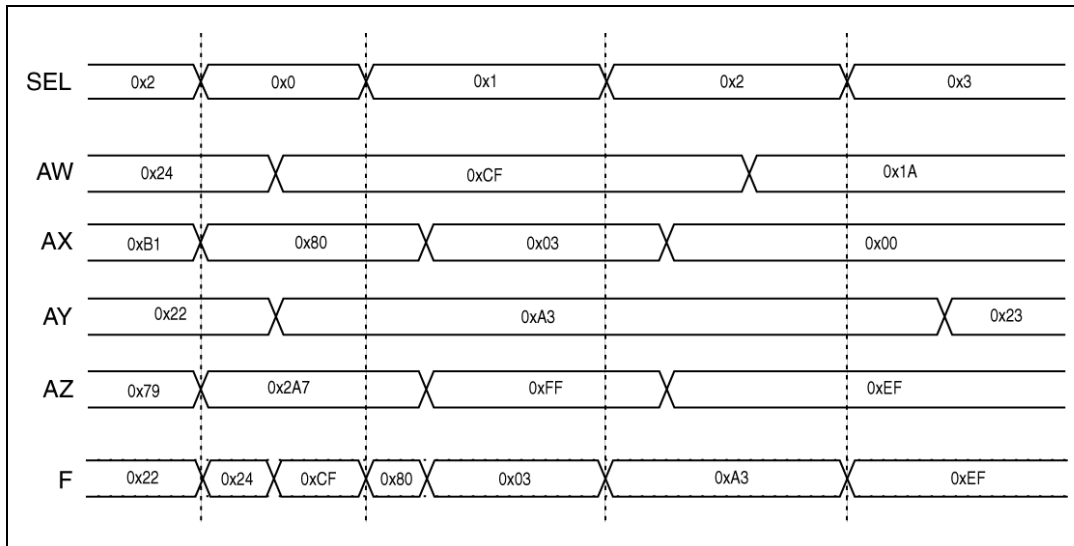 SEL 0x2 0x0 0x1 0x2 0x3
AW 0x24 0xCF 0x1A
AX 0xB1 0x80 0x03 0x00
AY 0x22 0xA3 0x23
AZ 0x79 0x2A7 0xFF 0xEF
F 0x22 0x24 0xCF 0x80 0x03 0xA3 0xEF